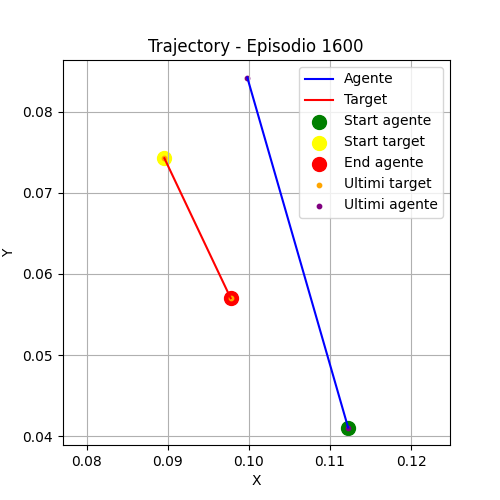 Trajectory - Episodio 1600
Agente
Target
Start agente
Start target
End agente
Ultimi target
Ultimi agente
0.08
0.07
0.06
0.05
0.04
Y
0.08
0.09
0.10
0.11
0.12
X